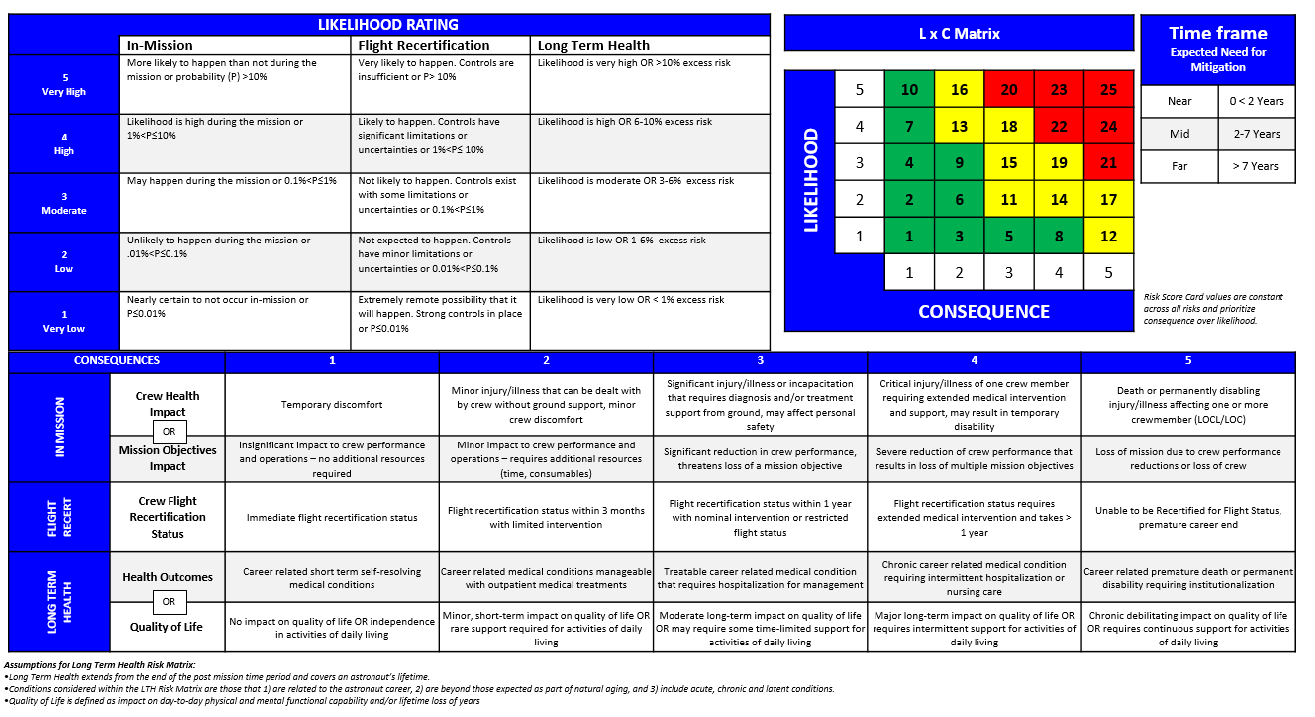 LIKELIHOOD RATING
In-Mission
Flight Recertification
Long Term Health
5
Very High
More likely to happen than not during the
mission or probability (P) >10%
Very likely to happen. Controls are
insufficient or P> 10%
Likelihood is very high OR >10% excess risk
4
High
Likelihood is high during the mission or
1%<P≤10%
Likely to happen. Controls have
significant limitations or
uncertainties or 1%<P≤ 10%
Likelihood is high OR 6-10% excess risk
3
Moderate
May happen during the mission or 0.1%<P≤1%
Not likely to happen. Controls exist
with some limitations or
uncertainties or 0.1%<P≤1%
Likelihood is moderate OR 3-6% excess risk
2
Low
Unlikely to happen during the mission or
.01%<P≤0.1%
Not expected to happen. Controls
have minor limitations or
uncertainties or 0.01%<P≤0.1%
Likelihood is low OR 1-6% excess risk
1
Very Low
Nearly certain to not occur in-mission or
P≤0.01%
Extremely remote possibility that it
will happen. Strong controls in place
or P≤0.01%
Likelihood is very low OR < 1% excess risk
L x C Matrix
LIKELIHOOD
5 10 16 20 23 25
4 7 13 18 22 24
3 4 9 15 19 21
2 2 6 11 14 17
1 1 3 5 8 12
1 2 3 4 5
CONSEQUENCE
Time frame
Expected Need for
Mitigation
Near 0 < 2 Years
Mid 2-7 Years
Far > 7 Years
Risk Score Card values are constant
across all risks and prioritize
consequence over likelihood.
CONSEQUENCES 1 2 3 4 5
IN MISSION
Crew Health
Impact
Temporary discomfort
Minor injury/illness that can be dealt with
by crew without ground support, minor
crew discomfort
Significant injury/illness or incapacitation
that requires diagnosis and/or treatment
support from ground, may affect personal
safety
Critical injury/illness of one crew member
requiring extended medical intervention
and support, may result in temporary
disability
Death or permanently disabling
injury/illness affecting one or more
crewmember (LOCL/LOC)
OR
Mission Objectives
Impact
Insignificant impact to crew performance
and operations – no additional resources
required
Minor impact to crew performance and
operations – requires additional resources
(time, consumables)
Significant reduction in crew performance,
threatens loss of a mission objective
Severe reduction of crew performance that
results in loss of multiple mission objectives
Loss of mission due to crew performance
reductions or loss of crew
FLIGHT
RECERT
Crew Flight
Recertification
Status
Immediate flight recertification status
Flight recertification status within 3 months
with limited intervention
Flight recertification status within 1 year
with nominal intervention or restricted
flight status
Flight recertification status requires
extended medical intervention and takes >
1 year
Unable to be Recertified for Flight Status,
premature career end
LONG TERM
HEALTH
Health Outcomes
Career related short term self-resolving
medical conditions
Career related medical conditions manageable
with outpatient medical treatments
Treatable career related medical condition
that requires hospitalization for management
Chronic career related medical condition
requiring intermittent hospitalization or
nursing care
Career related premature death or permanent
disability requiring institutionalization
OR
Quality of Life
No impact on quality of life OR independence
in activities of daily living
Minor, short-term impact on quality of life OR
rare support required for activities of daily
living
Moderate long-term impact on quality of life
OR may require some time-limited support for
activities of daily living
Major long-term impact on quality of life OR
requires intermittent support for activities of
daily living
Chronic debilitating impact on quality of life
OR requires continuous support for activities
of daily living
Assumptions for Long Term Health Risk Matrix:
•Long Term Health extends from the end of the post mission time period and covers an astronaut's lifetime.
•Conditions considered within the LTH Risk Matrix are those that 1) are related to the astronaut career, 2) are beyond those expected as part of natural aging, and 3) include acute, chronic and latent conditions.
•Quality of Life is defined as impact on day-to-day physical and mental functional capability and/or lifetime loss of years